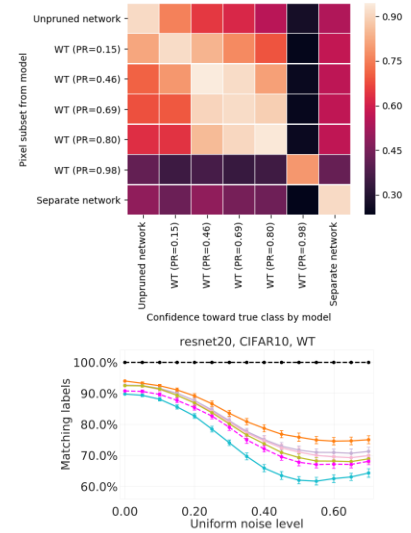 Pixel subset from model
Unpruned network
WT (PR=0.15)
WT (PR=0.46)
WT (PR=0.69)
WT (PR=0.80)
WT (PR=0.98)
Separate network
0.90
0.75
0.60
0.45
0.30
Unpruned network
WT (PR=0.15)
WT (PR=0.46)
WT (PR=0.69)
WT (PR=0.80)
WT (PR=0.98)
Separate network
Confidence toward true class by model
resnet20, CIFAR10, WT
Matching labels
100.0%
90.0%
80.0%
70.0%
60.0%
0.00
0.20
0.40
0.60
Uniform noise level